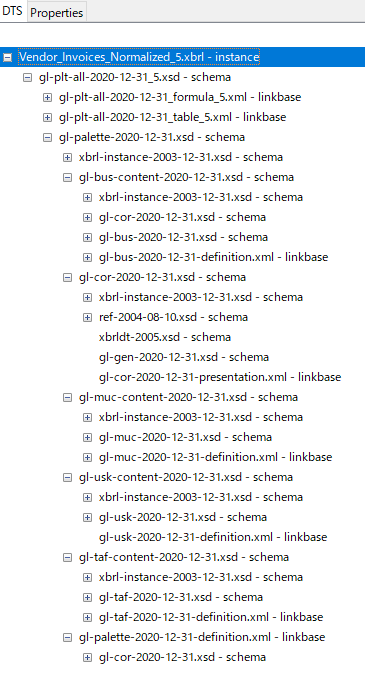 DTS Properties
Vendor_Invoices_Normalized_5.xbrl - instance
gl-plt-all-2020-12-31_5.xsd - schema
gl-plt-all-2020-12-31_formula_5.xml - linkbase
gl-plt-all-2020-12-31_table_5.xml - linkbase
gl-palette-2020-12-31.xsd - schema
xbrl-instance-2003-12-31.xsd - schema
gl-bus-content-2020-12-31.xsd - schema
xbrl-instance-2003-12-31.xsd - schema
gl-cor-2020-12-31.xsd - schema
gl-bus-2020-12-31.xsd - schema
gl-bus-2020-12-31-definition.xml - linkbase
gl-cor-2020-12-31.xsd - schema
xbrl-instance-2003-12-31.xsd - schema
ref-2004-08-10.xsd - schema
xbrldt-2005.xsd - schema
gl-gen-2020-12-31.xsd - schema
gl-cor-2020-12-31-presentation.xml - linkbase
gl-muc-content-2020-12-31.xsd - schema
xbrl-instance-2003-12-31.xsd - schema
gl-muc-2020-12-31.xsd - schema
gl-muc-2020-12-31-definition.xml - linkbase
gl-usk-content-2020-12-31.xsd - schema
xbrl-instance-2003-12-31.xsd - schema
gl-usk-2020-12-31.xsd - schema
gl-usk-2020-12-31-definition.xml - linkbase
gl-taf-content-2020-12-31.xsd - schema
xbrl-instance-2003-12-31.xsd - schema
gl-taf-2020-12-31.xsd - schema
gl-taf-2020-12-31-definition.xml - linkbase
gl-palette-2020-12-31-definition.xml - linkbase
gl-cor-2020-12-31.xsd - schema